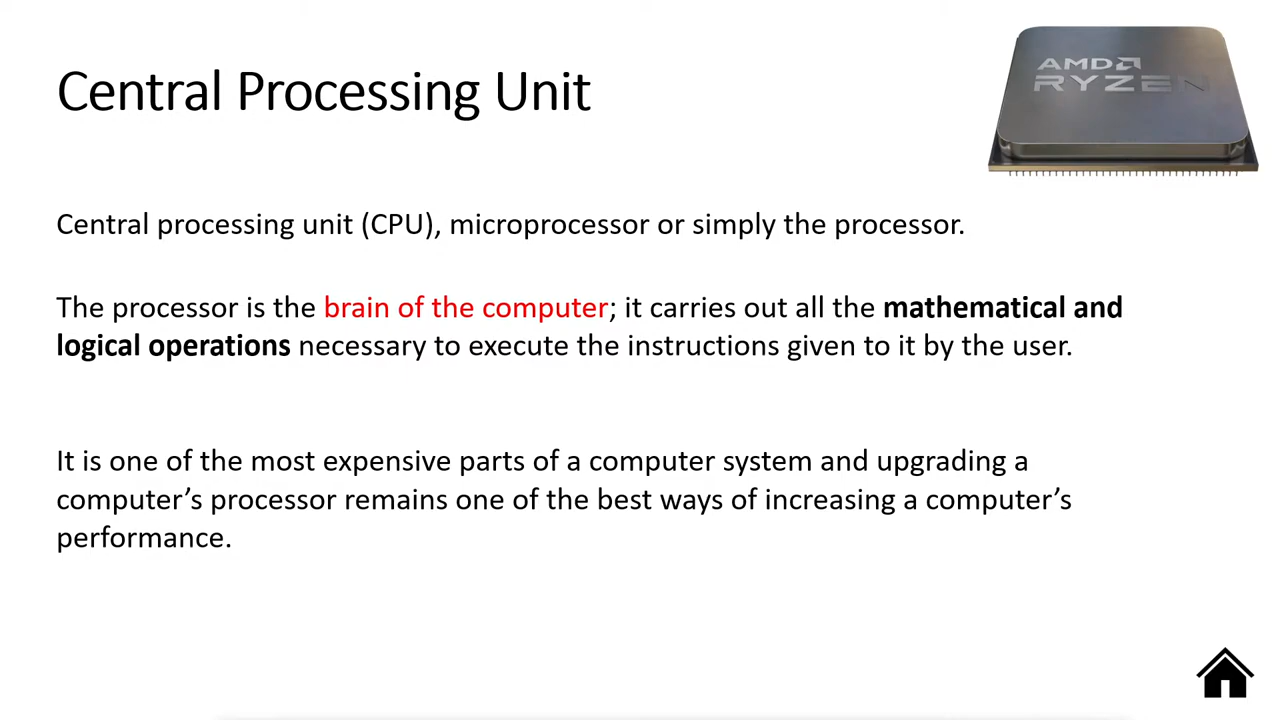 Central Processing Unit
AMD
RYZEN
Central processing unit (CPU), microprocessor or simply the processor.
The processor is the brain of the computer; it carries out all the mathematical and
logical operations necessary to execute the instructions given to it by the user.
It is one of the most expensive parts of a computer system and upgrading a
computer’s processor remains one of the best ways of increasing a computer’s
performance.